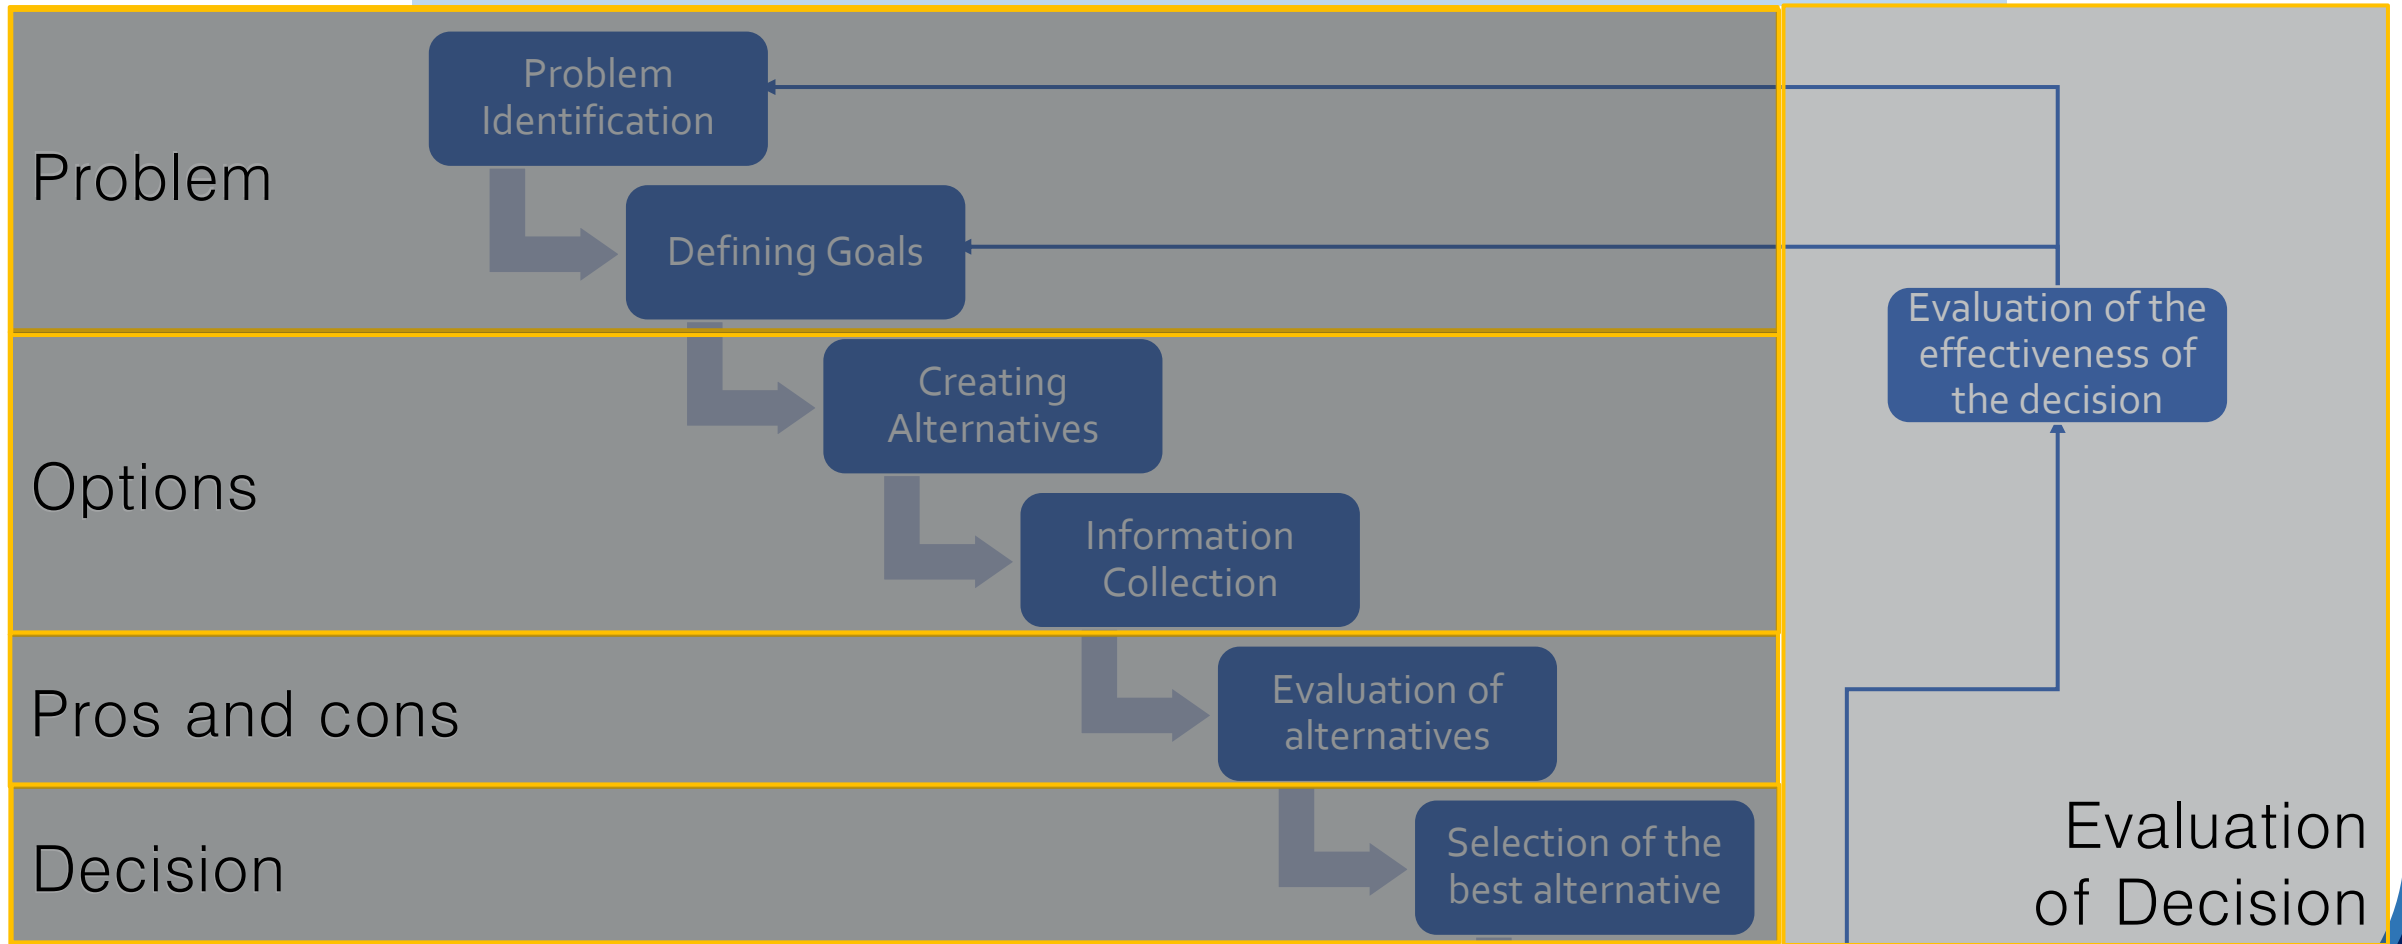 Problem
Problem
Identification
Defining Goals
Options
Creating
Alternatives
Information
Collection
Pros and cons
Evaluation of
alternatives
Decision
Selection of the
best alternative
Evaluation of the
effectiveness of
the decision
Evaluation
of Decision